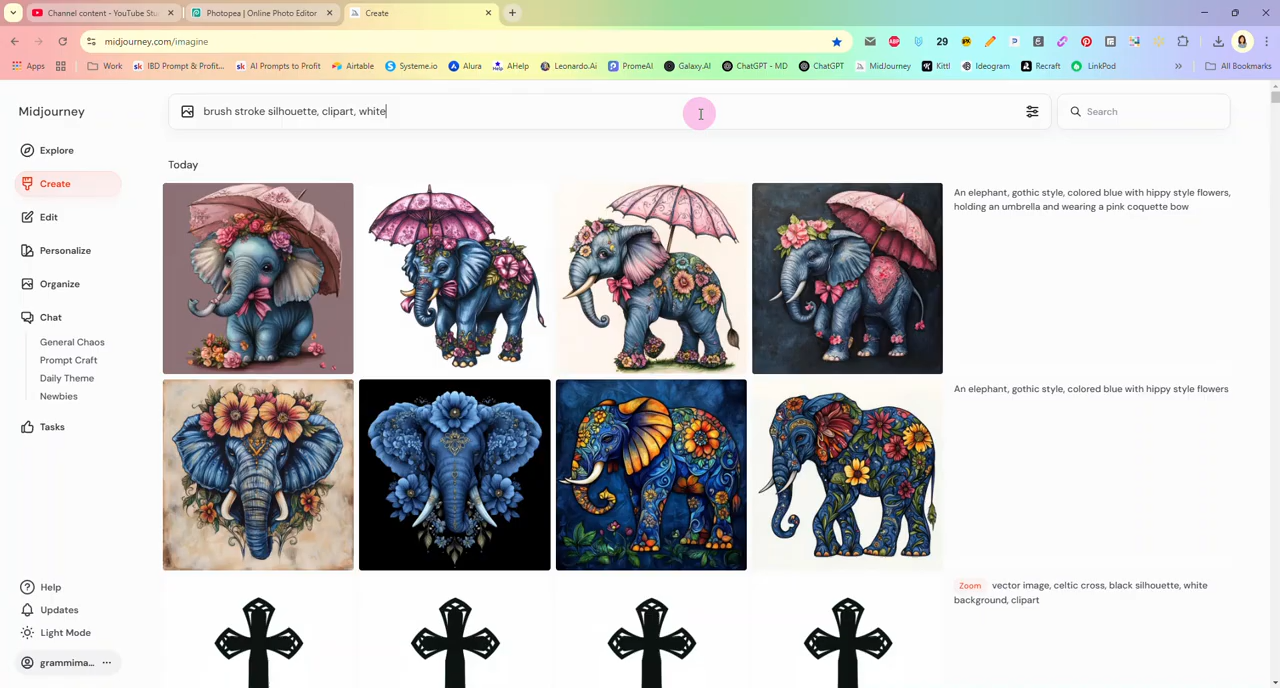 Channel content - YouTube Stu
Photopea | Online Photo Editor
Create
midjourney.com/imagine
29
Apps
Work
sk IBD Prompt & Profit...
sk AI Prompts to Profit
Airtable
Systeme.io
Alura
AHelp
Leonardo.Ai
PromeAI
Galaxy.AI
ChatGPT - MD
ChatGPT
MidJourney
Kittl
Ideogram
Recraft
LinkPod
All Bookmarks
Midjourney
brush stroke silhouette, clipart, white
Search
Explore
Create
Edit
Personalize
Organize
Chat
General Chaos
Prompt Craft
Daily Theme
Newbies
Tasks
Help
Updates
Light Mode
grammima...
Today
An elephant, gothic style, colored blue with hippy style flowers,
holding an umbrella and wearing a pink coquette bow
An elephant, gothic style, colored blue with hippy style flowers
Zoom vector image, celtic cross, black silhouette, white
background, clipart